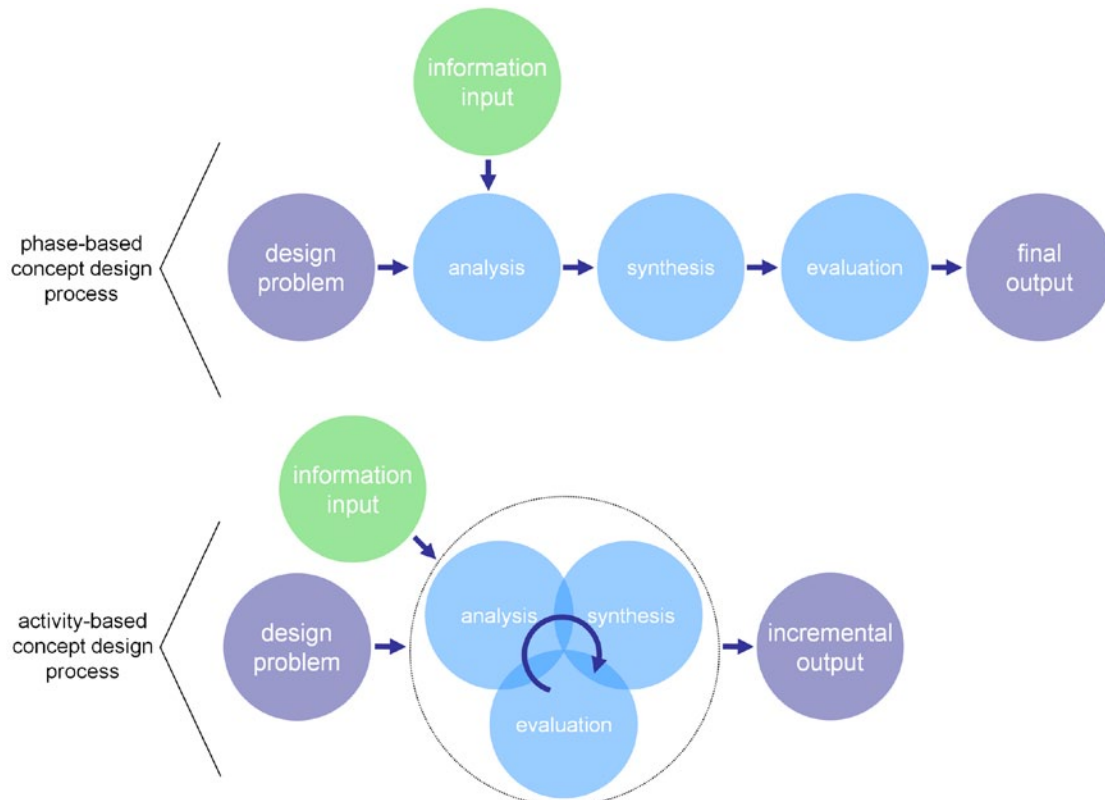 information
input
phase-based
concept design
process
design
problem
analysis
synthesis
evaluation
final
output
information
input
activity-based
concept design
process
design
problem
analysis
synthesis
evaluation
incremental
output